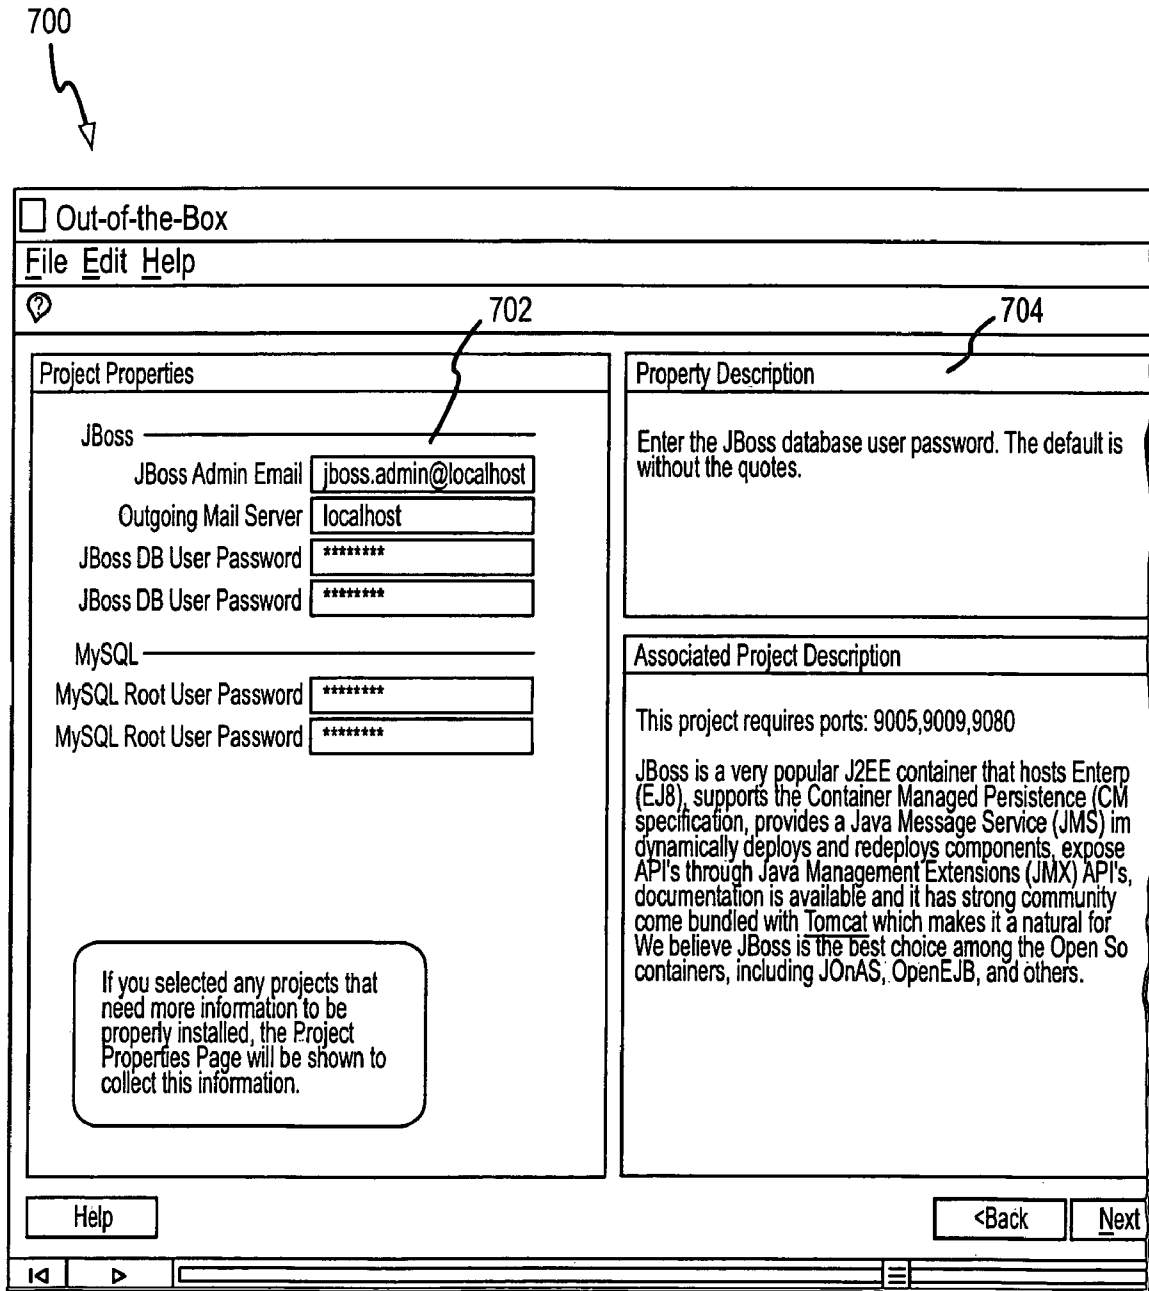 700
Out-of-the-Box
File Edit Help
702
704
Project Properties
JBoss
JBoss Admin Email jboss.admin@localhost
Outgoing Mail Server localhost
JBoss DB User Password ********
JBoss DB User Password ********
MySQL
MySQL Root User Password ********
MySQL Root User Password ********
If you selected any projects that
need more information to be
properly installed, the Project
Properties Page will be shown to
collect this information.
Property Description
Enter the JBoss database user password. The default is
without the quotes.
Associated Project Description
This project requires ports: 9005,9009,9080
JBoss is a very popular J2EE container that hosts Enterp
(EJ8), supports the Container Managed Persistence (CM
specification, provides a Java Message Service (JMS) im
dynamically deploys and redeploys components, expose
API's through Java Management Extensions (JMX) API's,
documentation is available and it has strong community
come bundled with Tomcat which makes it a natural for
We believe JBoss is the best choice among the Open So
containers, including JOnAS, OpenEJB, and others.
Help
<Back
Next